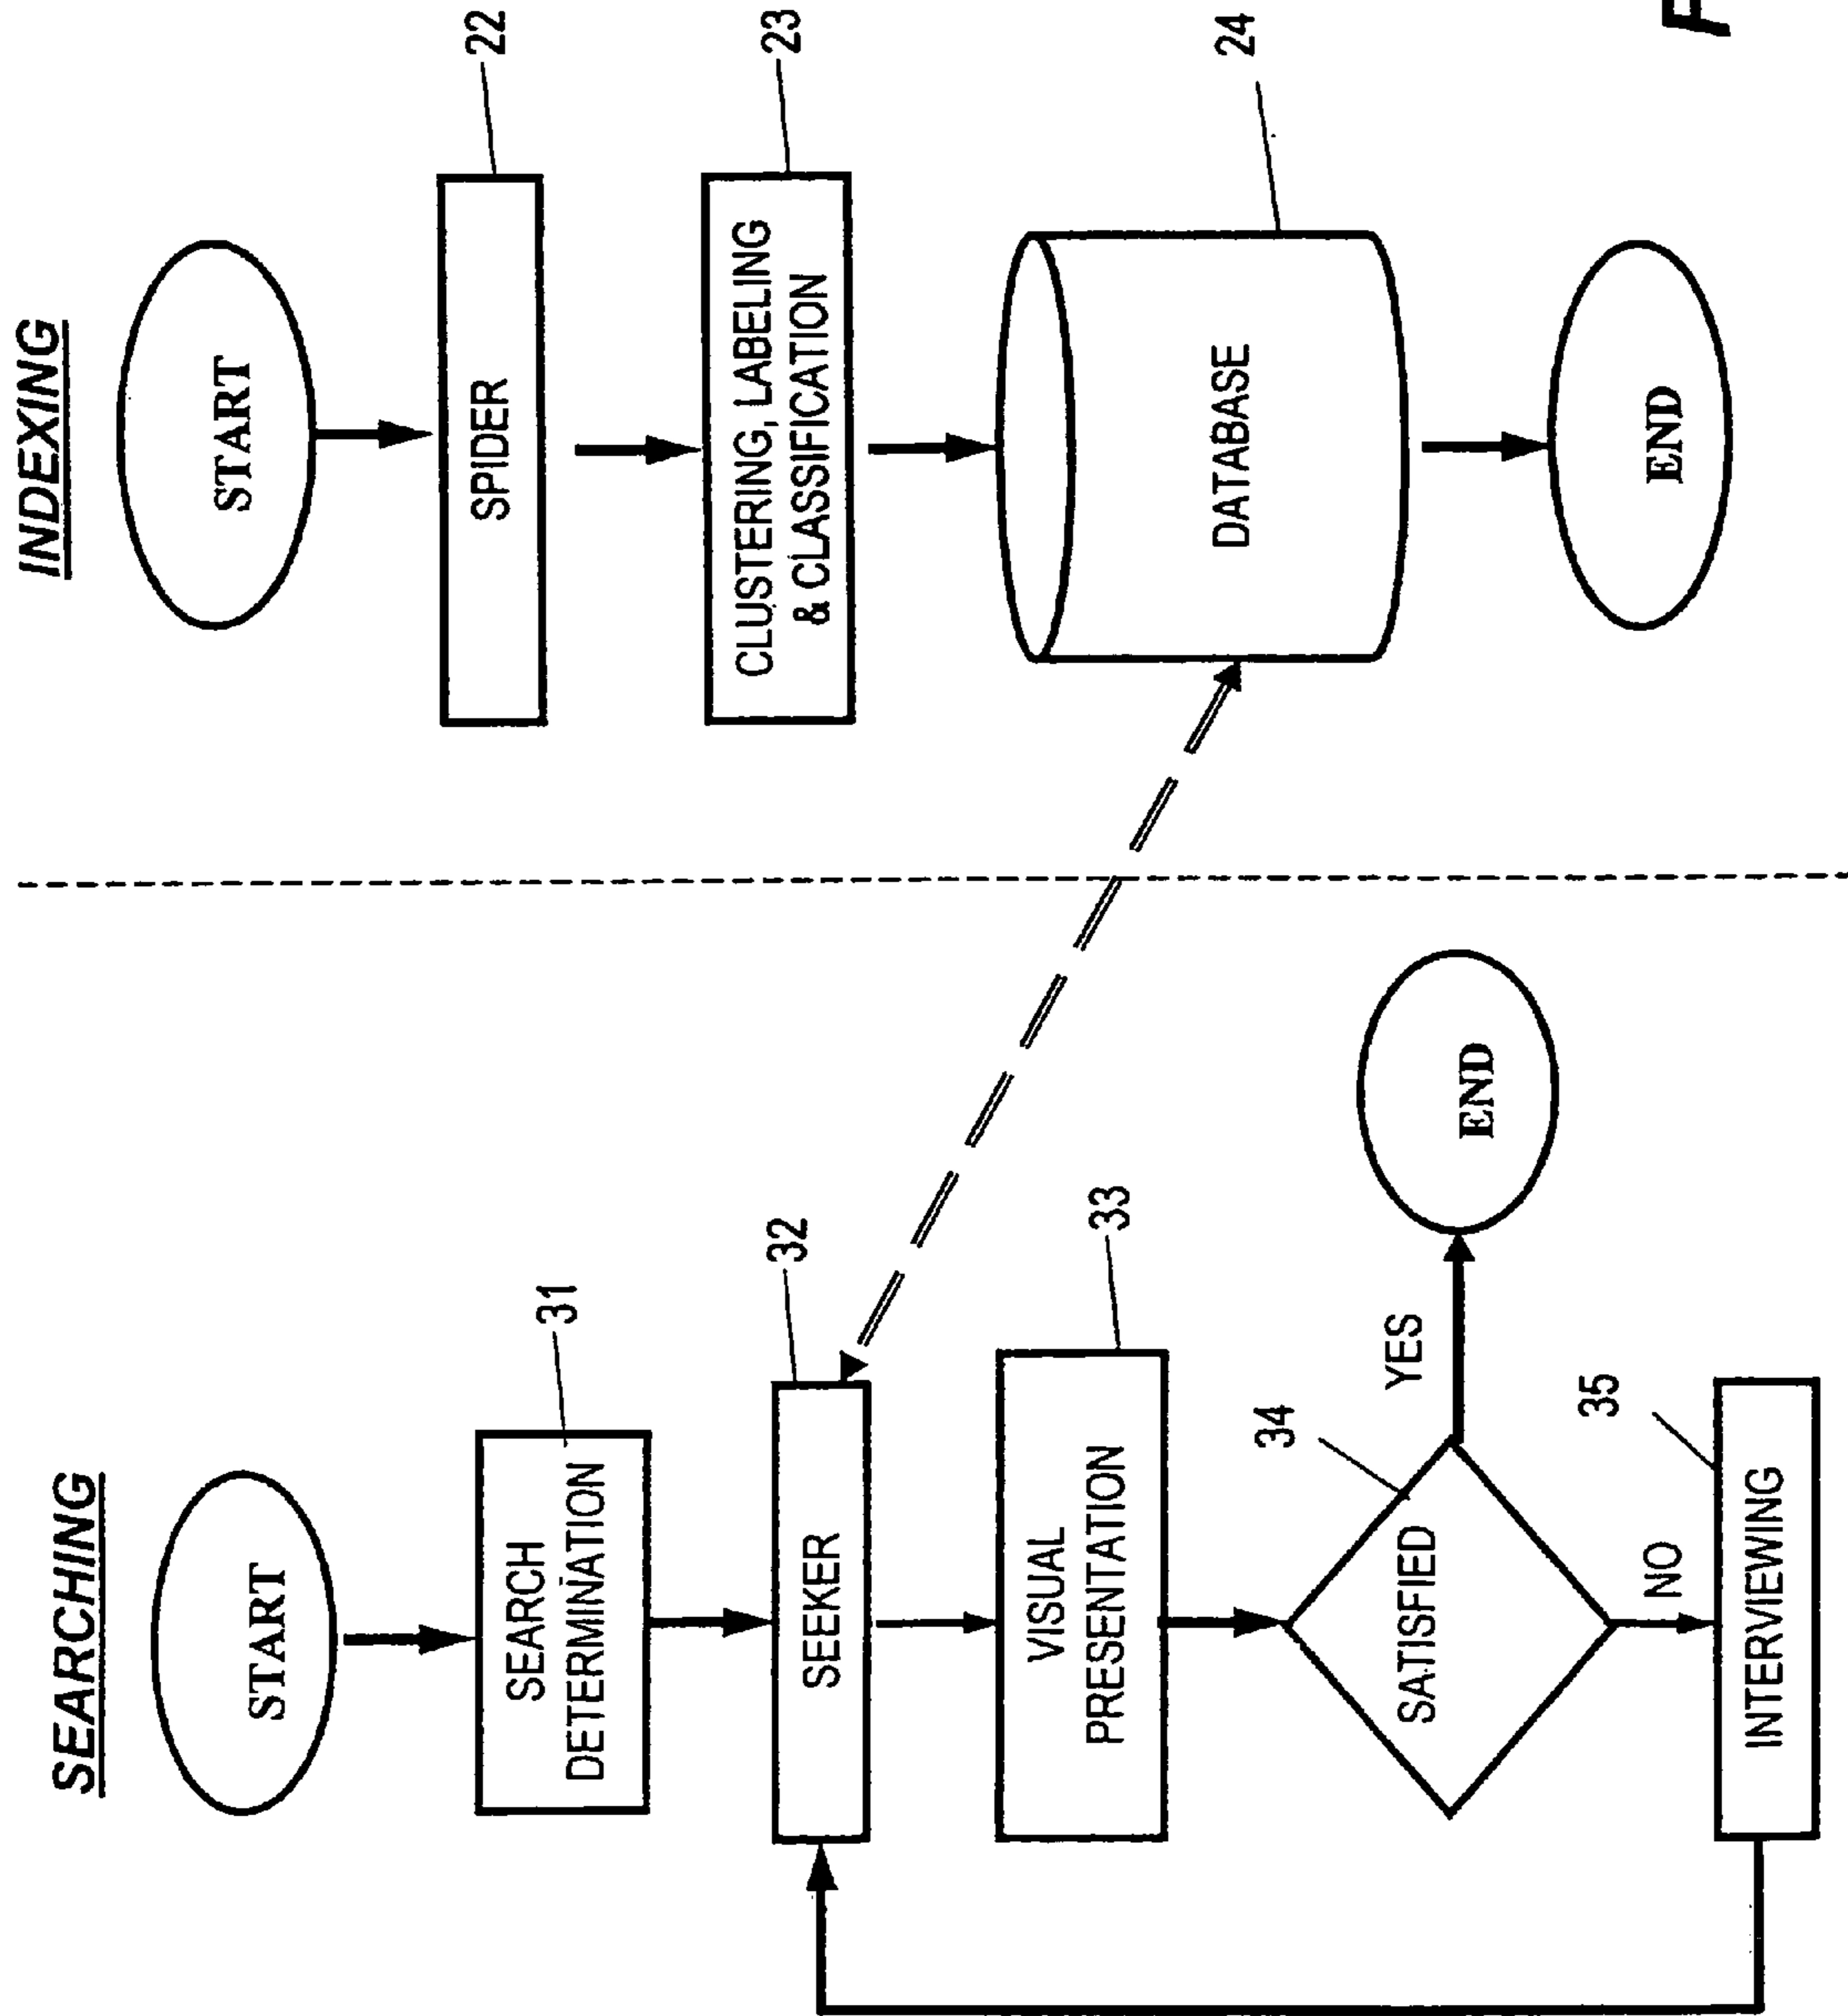 SEARCHING
START
SEARCH
DETERMINATION
31
SEEKER
32
VISUAL
PRESENTATION
33
SATISFIED
34
YES
END
NO
INTERVIEWING
35
INDEXING
START
SPIDER
22
CLUSTERING, LABELING
& CLASSIFICATION
23
DATABASE
24
END